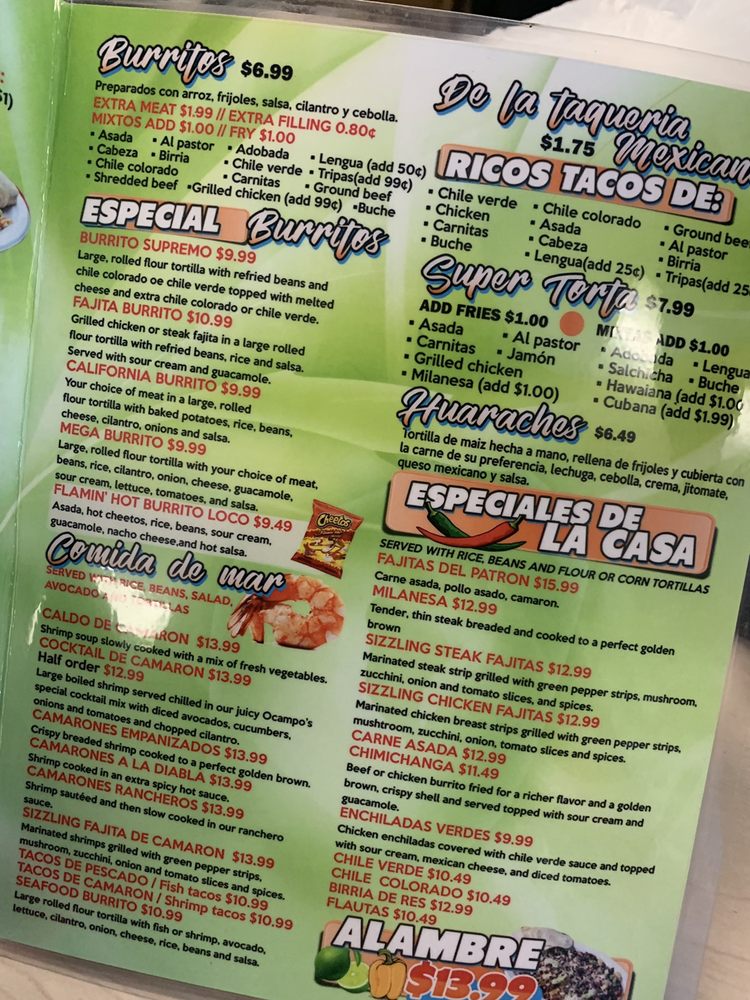 $1)
Burritos $6.99
Preparados con arroz, frijoles, salsa, cilantro y cebolla.
EXTRA MEAT $1.99 // EXTRA FILLING 0.80¢
MIXTOS ADD $1.00 // FRY $1.00
▪ Asada ▪ Al pastor ▪ Adobada ▪ Lengua (add 50¢)
▪ Cabeza ▪ Birria ▪ Chile verde ▪ Tripas(add 99¢)
▪ Chile colorado ▪ Carnitas ▪ Ground beef
▪ Shredded beef ▪Grilled chicken (add 99¢) ▪Buche
ESPECIAL Burritos
BURRITO SUPREMO $9.99
Large, rolled flour tortilla with refried beans and
chile colorado oe chile verde topped with melted
cheese and extra chile colorado or chile verde.
FAJITA BURRITO $10.99
Grilled chicken or steak fajita in a large rolled
flour tortilla with refried beans, rice and salsa.
Served with sour cream and guacamole.
CALIFORNIA BURRITO $9.99
Your choice of meat in a large, rolled
flour tortilla with baked potatoes, rice, beans,
cheese, cilantro, onions and salsa.
MEGA BURRITO $9.99
Large, rolled flour tortilla with your choice of meat,
beans, rice, cilantro, onion, cheese, guacamole,
sour cream, lettuce, tomatoes, and salsa.
FLAMIN' HOT BURRITO LOCO $9.49
Asada, hot cheetos, rice, beans, sour cream,
guacamole, nacho cheese,and hot salsa.
Cheetos
Comida de mar
SERVED WITH RICE, BEANS, SALAD,
AVOCADO AND TORTILLAS
CALDO DE CAMARON $13.99
Shrimp soup slowly cooked with a mix of fresh vegetables.
COCKTAIL DE CAMARON $13.99
Half order $12.99
Large boiled shrimp served chilled in our juicy Ocampo's
special cocktail mix with diced avocados, cucumbers,
onions and tomatoes and chopped cilantro.
CAMARONES EMPANIZADOS $13.99
Crispy breaded shrimp cooked to a perfect golden brown.
CAMARONES A LA DIABLA $13.99
Shrimp cooked in an extra spicy hot sauce.
CAMARONES RANCHEROS $13.99
Shrimp sautéed and then slow cooked in our ranchero
sauce.
SIZZLING FAJITA DE CAMARON $13.99
Marinated shrimps grilled with green pepper strips,
mushroom, zucchini, onion and tomato slices and spices.
TACOS DE PESCADO / Fish tacos $10.99
TACOS DE CAMARON / Shrimp tacos $10.99
SEAFOOD BURRITO $10.99
Large rolled flour tortilla with fish or shrimp, avocado,
lettuce, cilantro, onion, cheese, rice, beans and salsa.
De la taqueria
$1.75 Mexican
RICOS TACOS DE:
▪ Chile verde ▪ Chile colorado ▪ Ground bee
▪ Chicken ▪ Asada ▪ Al pastor
▪ Carnitas ▪ Cabeza ▪ Birria
▪ Buche ▪ Lengua(add 25¢) ▪ Tripas(add 25
Super Torta $7.99
ADD FRIES $1.00 ADD $1.00
▪ Asada ▪ Al pastor ▪ Adobada ▪ Lengua
▪ Carnitas ▪ Jamón ▪ Salchicha ▪ Buche
▪ Grilled chicken ▪ Hawaiana (add $1.00
▪ Milanesa (add $1.00) ▪ Cubana (add $1.99)
Huaraches $6.49
Tortilla de maiz hecha a mano, rellena de frijoles y cubierta con
la carne de su preferencia, lechuga, cebolla, crema, jitomate,
queso mexicano y salsa.
ESPECIALES DE
LA CASA
SERVED WITH RICE, BEANS AND FLOUR OR CORN TORTILLAS
FAJITAS DEL PATRON $15.99
Carne asada, pollo asado, camaron.
MILANESA $12.99
Tender, thin steak breaded and cooked to a perfect golden
brown
SIZZLING STEAK FAJITAS $12.99
Marinated steak strip grilled with green pepper strips, mushroom,
zucchini, onion and tomato slices, and spices.
SIZZLING CHICKEN FAJITAS $12.99
Marinated chicken breast strips grilled with green pepper strips,
mushroom, zucchini, onion, tomato slices and spices.
CARNE ASADA $12.99
CHIMICHANGA $11.49
Beef or chicken burrito fried for a richer flavor and a golden
brown, crispy shell and served topped with sour cream and
guacamole.
ENCHILADAS VERDES $9.99
Chicken enchiladas covered with chile verde sauce and topped
with sour cream, mexican cheese, and diced tomatoes.
CHILE VERDE $10.49
CHILE COLORADO $10.49
BIRRIA DE RES $12.99
FLAUTAS $10.49
ALAMBRE
$13.99